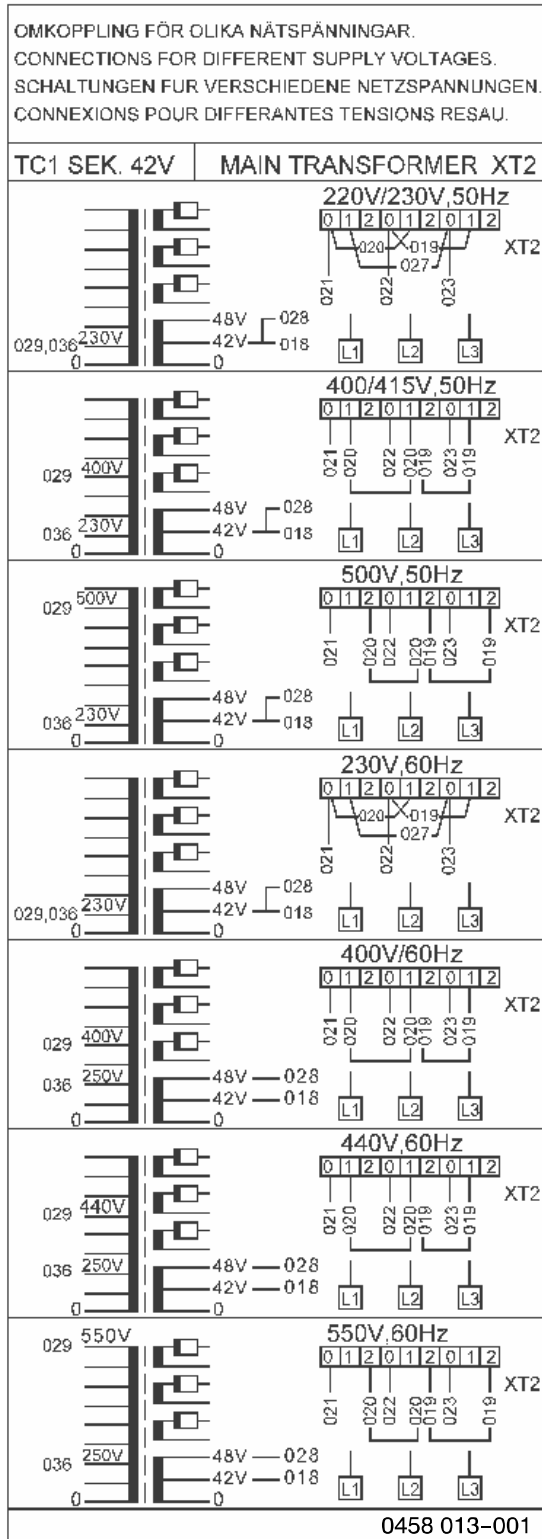 OMKOPPLING FÖR OLIKA NÄTSPÄNNINGAR.
CONNECTIONS FOR DIFFERENT SUPPLY VOLTAGES.
SCHALTUNGEN FUR VERSCHIEDENE NETZSPANNUNGEN.
CONNEXIONS POUR DIFFERANTES TENSIONS RESAU.
TC1 SEK. 42V MAIN TRANSFORMER XT2
220V/230V,50Hz
0 1 2 0 1 2 0 1 2
XT2
020 019
027
021 022 023
48V 028
029,036 230V 42V 018
0 0
L1 L2 L3
400/415V,50Hz
0 1 2 0 1 2 0 1 2
XT2
021 020 022 020 019 023 019
029 400V
48V 028
036 230V 42V 018
0 0
L1 L2 L3
500V,50Hz
029 500V
0 1 2 0 1 2 0 1 2
XT2
021 020 022 020 019 023 019
48V 028
036 230V 42V 018
0 0
L1 L2 L3
230V,60Hz
0 1 2 0 1 2 0 1 2
XT2
020 019
027
021 022 023
48V 028
029,036 230V 42V 018
0 0
L1 L2 L3
400V/60Hz
0 1 2 0 1 2 0 1 2
XT2
021 020 022 020 019 023 019
029 400V
036 250V 48V 028
42V 018
0 0
L1 L2 L3
440V,60Hz
0 1 2 0 1 2 0 1 2
XT2
029 440V
021 020 022 020 019 023 019
036 250V 48V 028
42V 018
0 0
L1 L2 L3
029 550V 550V,60Hz
0 1 2 0 1 2 0 1 2
XT2
021 020 022 020 019 023 019
036 250V 48V 028
42V 018
0 0
L1 L2 L3
0458 013-001